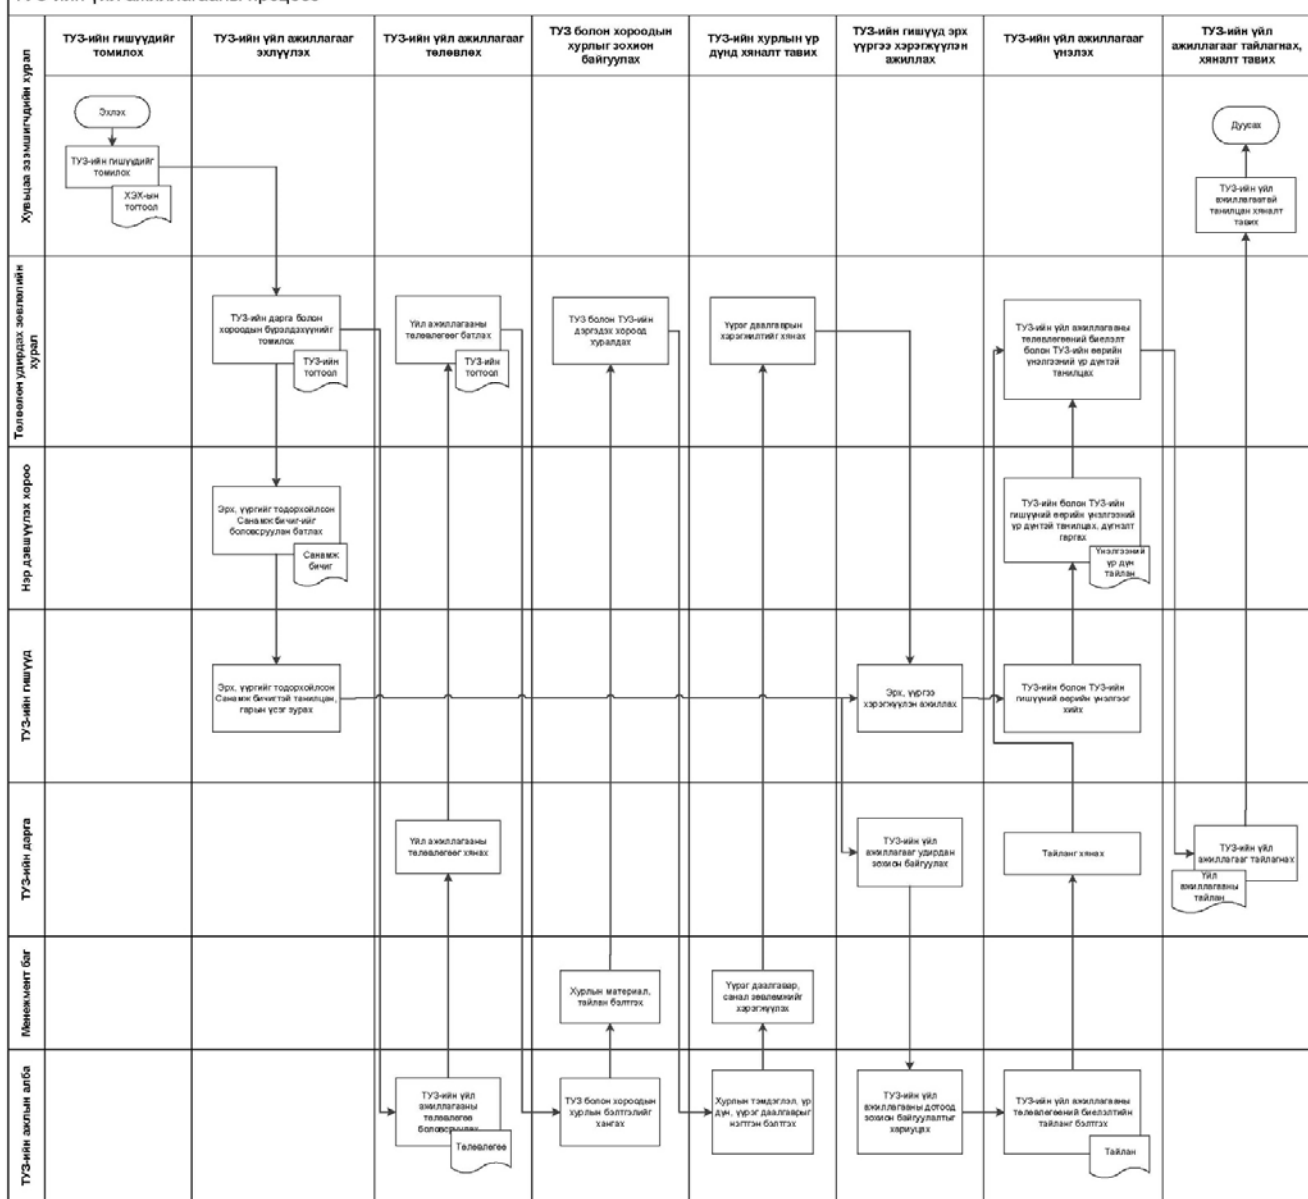 ТУЗ-ийн үйл ажиллагааны процесс
ТУЗ-ийн гишүүдийг
томилох
ТУЗ-ийн үйл ажиллагааг
эхлүүлэх
ТУЗ-ийн үйл ажиллагааг
төлөвлөх
ТУЗ болон хороодын
хурлыг зохион
байгуулах
ТУЗ-ийн хурлын үр
дүнд хяналт тавих
ТУЗ-ийн гишүүд эрх
үүргээ хэрэгжүүлэн
ажиллах
ТУЗ-ийн үйл ажиллагааг
үнэлэх
ТУЗ-ийн үйл
ажиллагааг тайлагнах,
хяналт тавих
Хувьцаа эзэмшигчдийн хурал
Эхлэх
ТУЗ-ийн гишүүдийг
томилох
ХЭХ-ын
тогтоол
Дуусах
ТУЗ-ийн үйл
ажиллагаатай
танилцан хяналт
тавих
Төлөөлөн удирдах зөвлөлийн
хурал
ТУЗ-ийн дарга болон
хороодын бүрэлдэхүүнийг
томилох
ТУЗ-ийн
тогтоол
Үйл ажиллагааны
төлөвлөгөөг батлах
ТУЗ-ийн
тогтоол
ТУЗ болон ТУЗ-ийн
дэргэдэх хороод
хуралдах
Үүрэг даалгаврын
хэрэгжилтийг хянах
ТУЗ-ийн үйл ажиллагааны
төлөвлөгөөний биелэлт
болон ТУЗ-ийн өөрийн
үнэлгээний үр дүнтэй
танилцах
Нэр дэвшүүлэх хороо
Эрх, үүргийг тодорхойлсон
Санамж бичиг-ийг
боловсруулан батлах
Санамж
бичиг
ТУЗ-ийн болон ТУЗ-ийн
гишүүний өөрийн үнэлгээний
үр дүнтэй танилцах, дүгнэлт
гаргах
Үнэлгээний
үр дүн
тайлан
ТУЗ-ийн гишүүд
Эрх, үүргийг тодорхойлсон
Санамж бичигтэй танилцан,
гарын үсэг зурах
Эрх, үүргээ
хэрэгжүүлэн ажиллах
ТУЗ-ийн болон ТУЗ-ийн
гишүүний өөрийн үнэлгээг
хийх
ТУЗ-ийн дарга
Үйл ажиллагааны
төлөвлөгөөг хянах
ТУЗ-ийн үйл
ажиллагааг удирдан
зохион байгуулах
Тайланг хянах
ТУЗ-ийн үйл
ажиллагааг тайлагнах
Үйл
ажиллагааны
тайлан
Менежмент баг
Хурлын материал,
тайлан бэлтгэх
Үүрэг даалгавар,
санал зөвлөмжийг
хэрэгжүүлэх
ТУЗ-ийн ажлын алба
ТУЗ-ийн үйл
ажиллагааны
төлөвлөгөө
боловсруулах
Төлөвлөгөө
ТУЗ болон хороодын
хурлын бэлтгэлийг
хангах
Хурлын тэмдэглэл, үр
дүн, үүрэг даалгаврыг
нэгтгэн бэлтгэх
ТУЗ-ийн үйл
ажиллагааны дотоод
зохион байгуулалтыг
хариуцах
ТУЗ-ийн үйл ажиллагааны
төлөвлөгөөний биелэлтийн
тайланг бэлтгэх
Тайлан